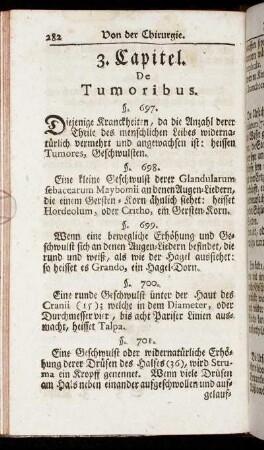 282 Von der Chirurgie.
3. Capitel.
De
Tumoribus.
§. 697.
Diejenige Kranckheiten, da die Anzahl derer
Theile des menschlichen Leibes widerna-
türlich vermehrt und angewachsen ist: heissen
Tumores, Geschwulsten.
§. 698.
Eine kleine Geschwulst derer Glandularum
sebacearum Maybomii an denen Augen-Liedern,
die einem Gersten-Korn ähnlich siehet: heisset
Hordeolum, oder Critho, ein Gersten-Korn.
§. 699.
Wenn eine bewegliche Erhöhung und Ge-
schwulst sich an denen Augen-Liedern befindet, die
rund und weiß, als wie der Hagel aussiehet:
so heisset es Grando, ein Hagel-Dorn.
§. 700.
Eine runde Geschwulst unter der Haut des
Cranii (15) welche in dem Diameter, oder
Durchmesser vier, bis acht Pariser Linien aus-
macht, heisset Talpa.
§. 701.
Eine Geschwulst oder widernatürliche Erhö-
hung derer Drüsen des Halses (36), wird Stru-
ma ein Kropff genennet. Wenn viele Drüsen
am Hals neben einander aufgeschwollen und auf-
gelauf-